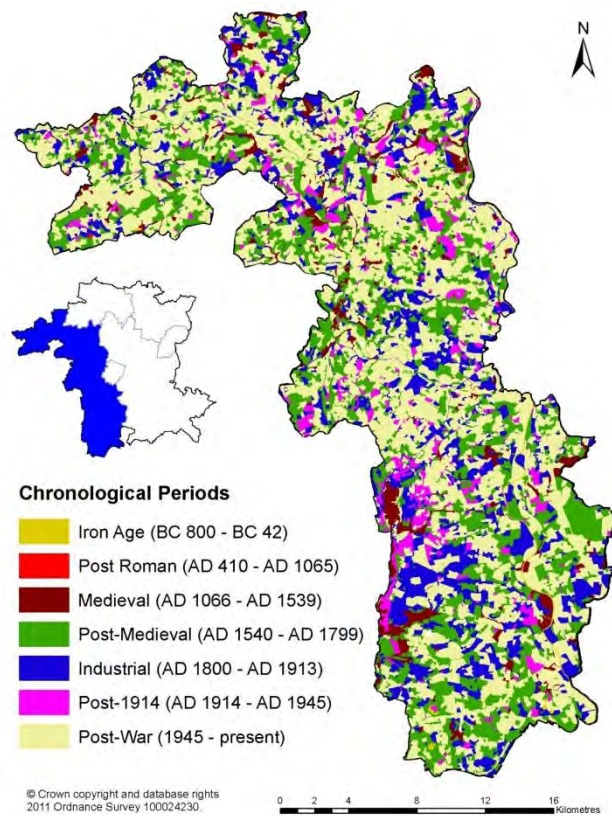 N
Chronological Periods
Iron Age (BC 800 - BC 42)
Post Roman (AD 410 - AD 1065)
Medieval (AD 1066 - AD 1539)
Post-Medieval (AD 1540 - AD 1799)
Industrial (AD 1800 - AD 1913)
Post-1914 (AD 1914 - AD 1945)
Post-War (1945 - present)
© Crown copyright and database rights
2011 Ordnance Survey 100024230.
0 2 4 8 12 16
Kilometres